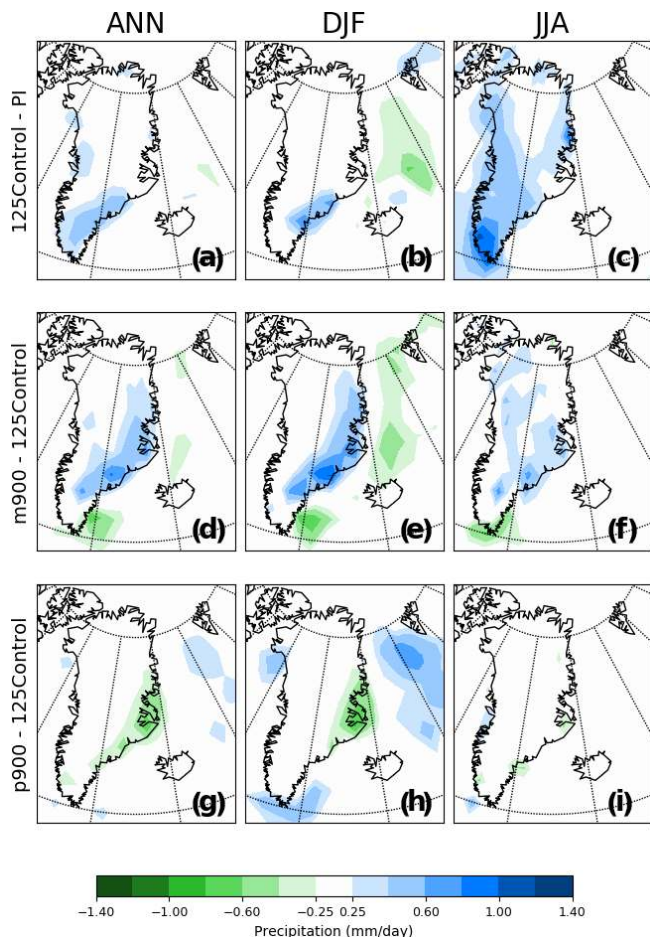 ANN DJF JJA
125Control - PI
(a) (b) (c)
m900 - 125Control
(d) (e) (f)
p900 - 125Control
(g) (h) (i)
−1.40 −1.00 −0.60 −0.25 0.25 0.60 1.00 1.40
Precipitation (mm/day)